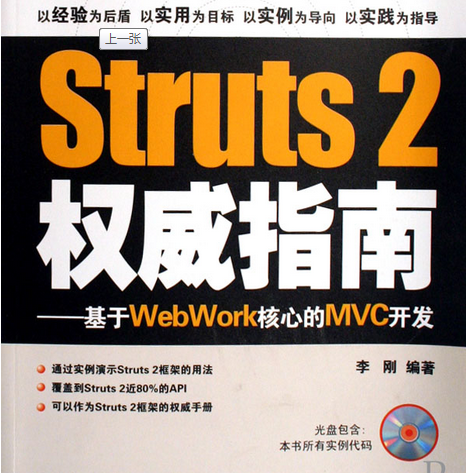 以经验为后盾 以实用为目标 以实例为导向 以实践为指导
上一张
Struts 2
权威指南
——基于WebWork核心的MVC开发
李 刚 编著
通过实例演示Struts 2框架的用法
覆盖到Struts 2近80%的API
可以作为Struts 2框架的权威手册
光盘包含：
本书所有实例代码